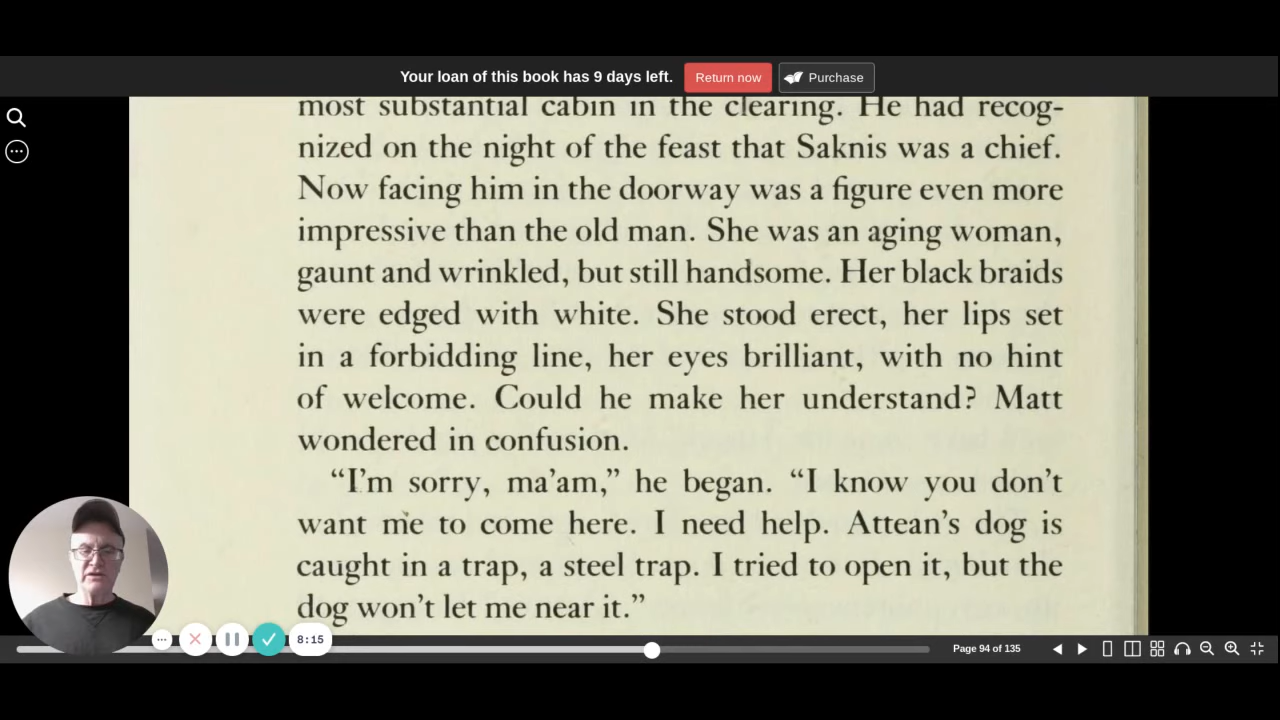 Your loan of this book has 9 days left. Return now Purchase
most substantial cabin in the clearing. He had recog-
nized on the night of the feast that Saknis was a chief.
Now facing him in the doorway was a figure even more
impressive than the old man. She was an aging woman,
gaunt and wrinkled, but still handsome. Her black braids
were edged with white. She stood erect, her lips set
in a forbidding line, her eyes brilliant, with no hint
of welcome. Could he make her understand? Matt
wondered in confusion.
“I’m sorry, ma’am,” he began. “I know you don’t
want me to come here. I need help. Attean’s dog is
caught in a trap, a steel trap. I tried to open it, but the
dog won’t let me near it.”
8:15
Page 94 of 135